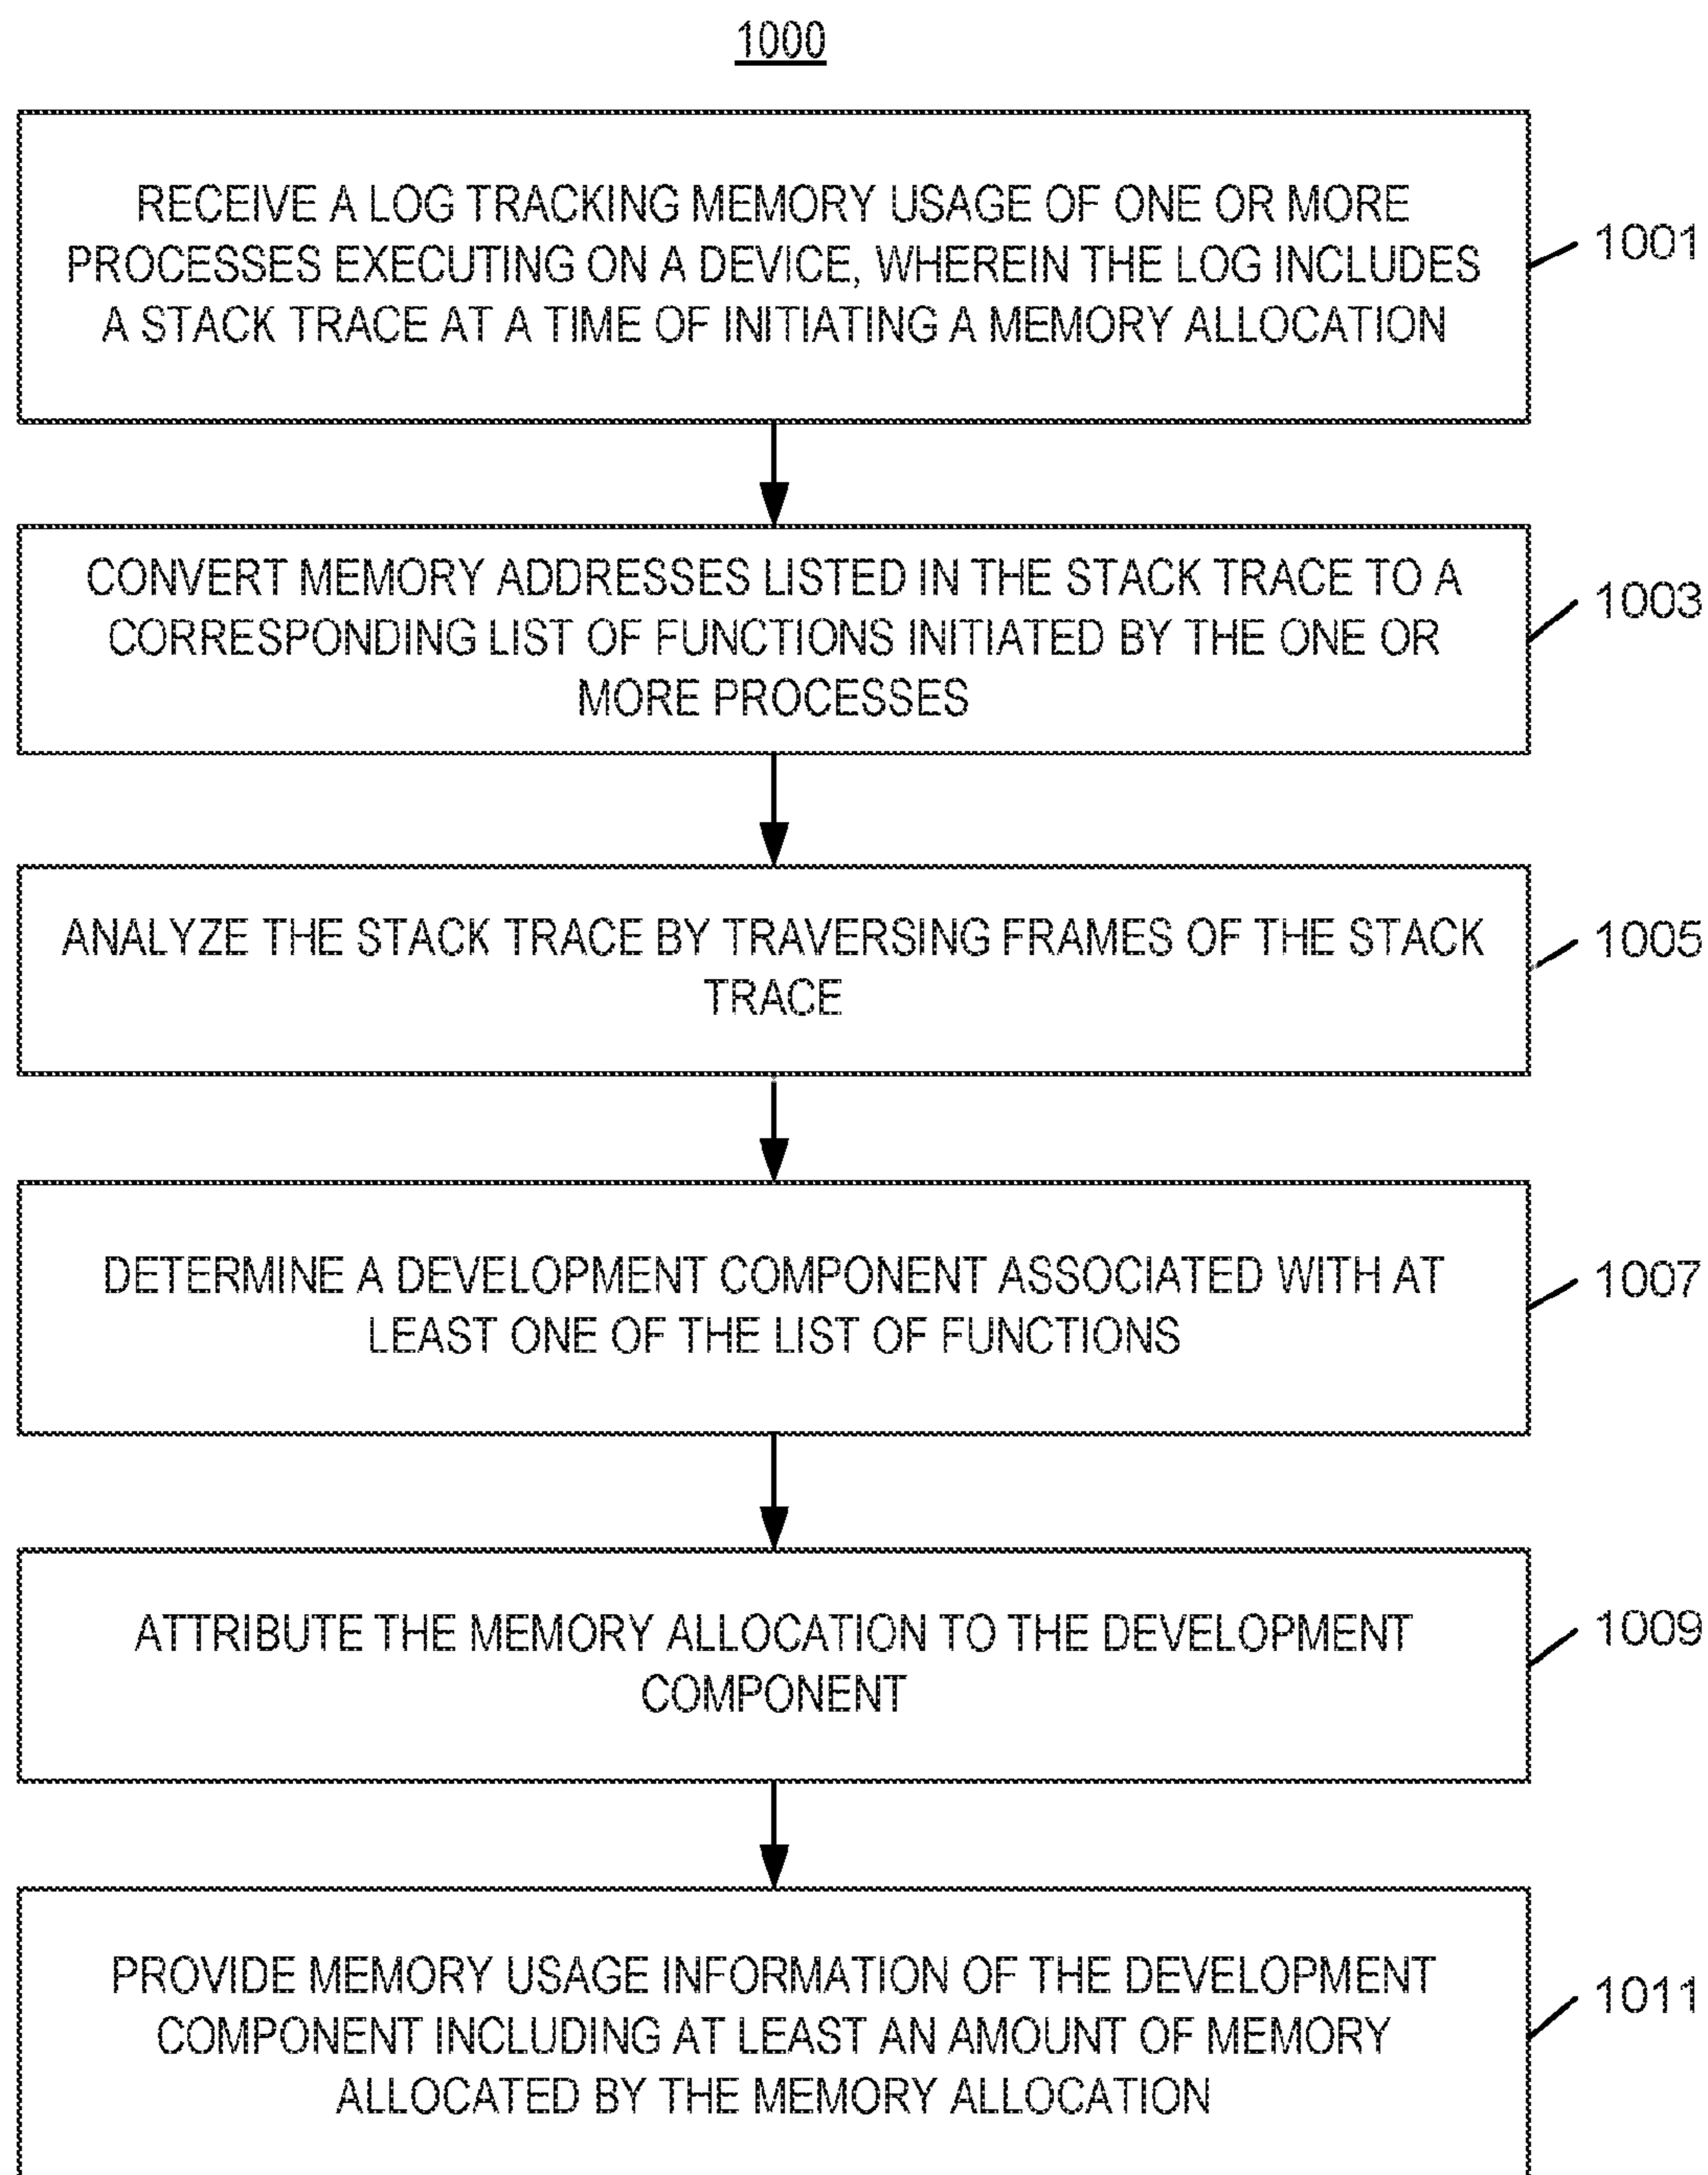 1000
RECEIVE A LOG TRACKING MEMORY USAGE OF ONE OR MORE
PROCESSES EXECUTING ON A DEVICE, WHEREIN THE LOG INCLUDES
A STACK TRACE AT A TIME OF INITIATING A MEMORY ALLOCATION
1001
CONVERT MEMORY ADDRESSES LISTED IN THE STACK TRACE TO A
CORRESPONDING LIST OF FUNCTIONS INITIATED BY THE ONE OR
MORE PROCESSES
1003
ANALYZE THE STACK TRACE BY TRAVERSING FRAMES OF THE STACK
TRACE
1005
DETERMINE A DEVELOPMENT COMPONENT ASSOCIATED WITH AT
LEAST ONE OF THE LIST OF FUNCTIONS
1007
ATTRIBUTE THE MEMORY ALLOCATION TO THE DEVELOPMENT
COMPONENT
1009
PROVIDE MEMORY USAGE INFORMATION OF THE DEVELOPMENT
COMPONENT INCLUDING AT LEAST AN AMOUNT OF MEMORY
ALLOCATED BY THE MEMORY ALLOCATION
1011